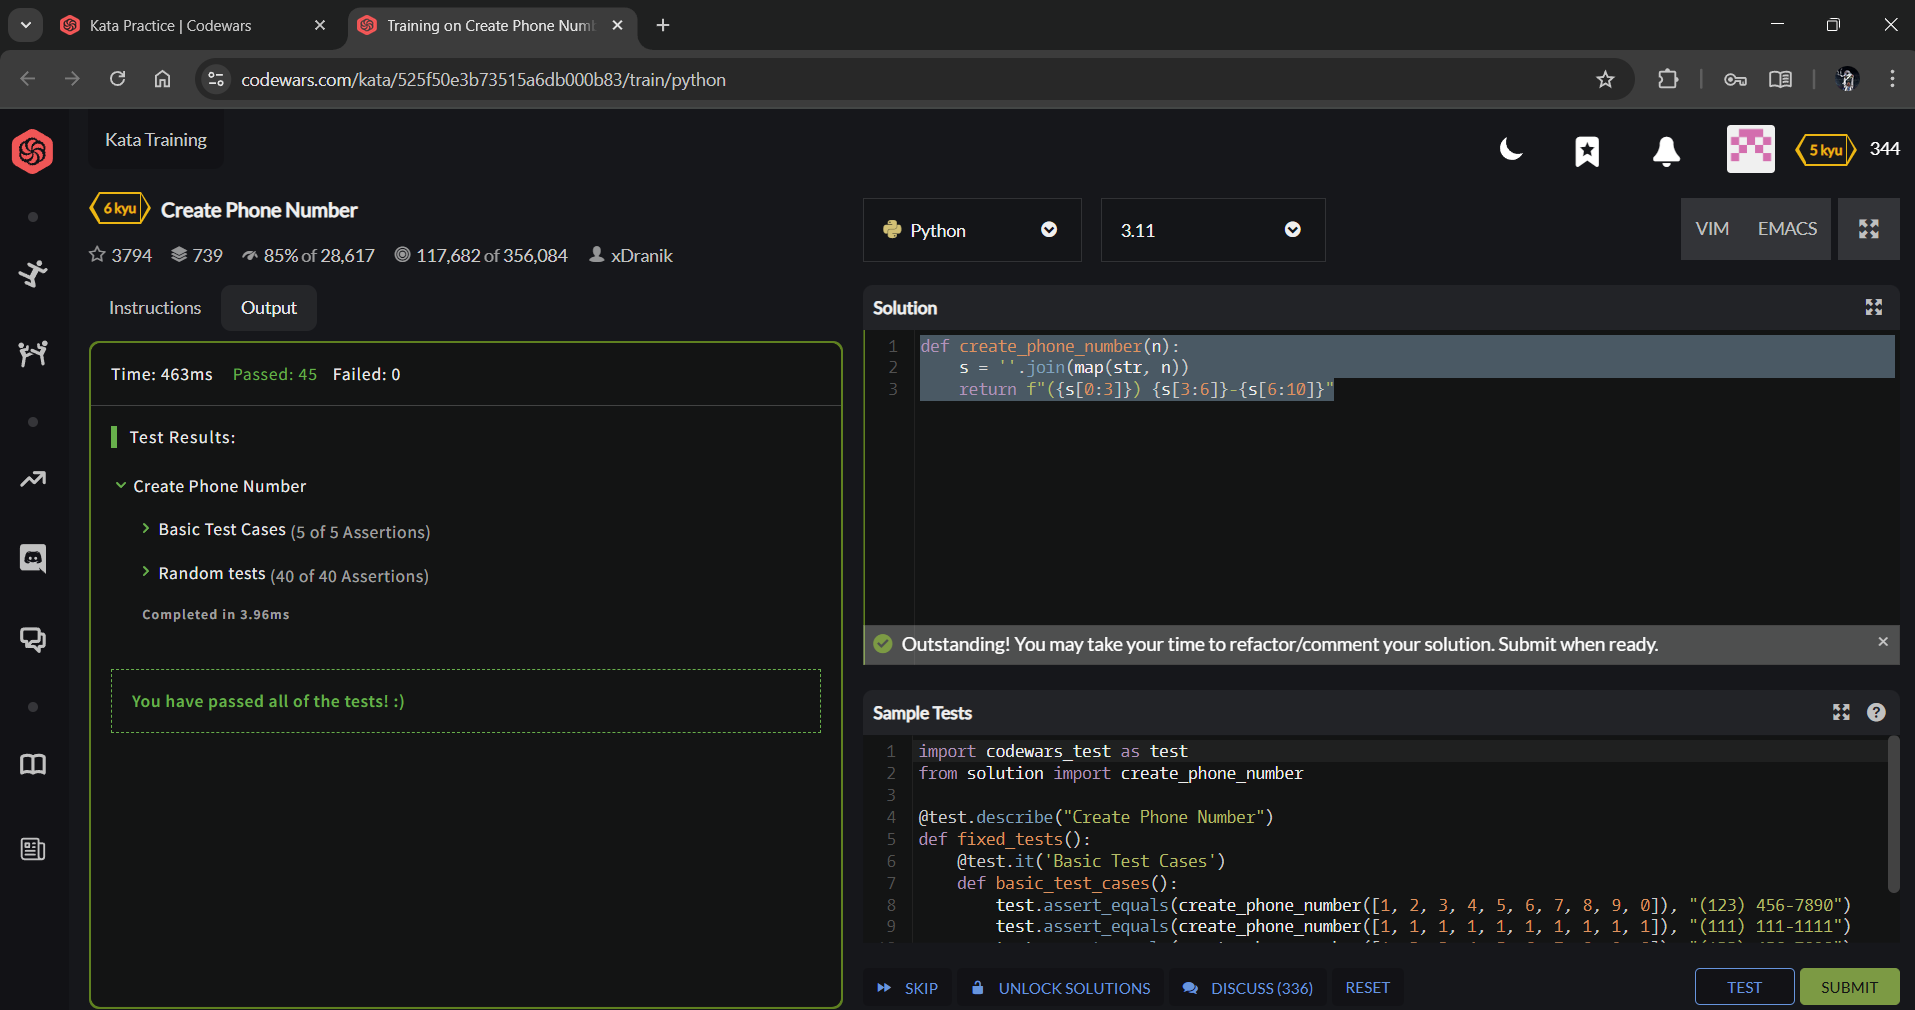 Kata Practice | Codewars
Training on Create Phone Num
codewars.com/kata/525f50e3b73515a6db000b83/train/python
Kata Training
5 kyu
344
6 kyu
Create Phone Number
3794
739
85% of 28,617
117,682 of 356,084
xDranik
Python
3.11
VIM
EMACS
Instructions
Output
Time: 463ms Passed: 45 Failed: 0
Test Results:
Create Phone Number
Basic Test Cases (5 of 5 Assertions)
Random tests (40 of 40 Assertions)
Completed in 3.96ms
You have passed all of the tests! :)
Solution
1 def create_phone_number(n):
2     s = ''.join(map(str, n))
3     return f"({s[0:3]}) {s[3:6]}-{s[6:10]}"
Outstanding! You may take your time to refactor/comment your solution. Submit when ready.
Sample Tests
1 import codewars_test as test
2 from solution import create_phone_number
3
4 @test.describe("Create Phone Number")
5 def fixed_tests():
6     @test.it('Basic Test Cases')
7     def basic_test_cases():
8         test.assert_equals(create_phone_number([1, 2, 3, 4, 5, 6, 7, 8, 9, 0]), "(123) 456-7890")
9         test.assert_equals(create_phone_number([1, 1, 1, 1, 1, 1, 1, 1, 1, 1]), "(111) 111-1111")
SKIP
UNLOCK SOLUTIONS
DISCUSS (336)
RESET
TEST
SUBMIT